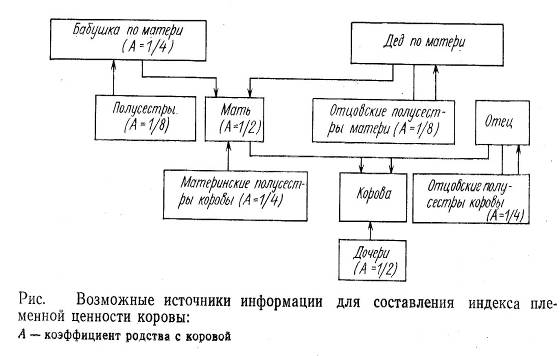 Бабушка по матери
(A = 1/4)
Дед по матери
Полусестры
(A = 1/8)
Мать
(A = 1/2)
Отцовские полусест-
ры матери (A = 1/8)
Отец
Материнские полусест-
ры коровы (A = 1/4)
Корова
Отцовские полу-
сестры коровы
(A = 1/4)
Дочери
(A = 1/2)
Рис. Возможные источники информации для составления индекса пле-
менной ценности коровы:
А — коэффициент родства с коровой